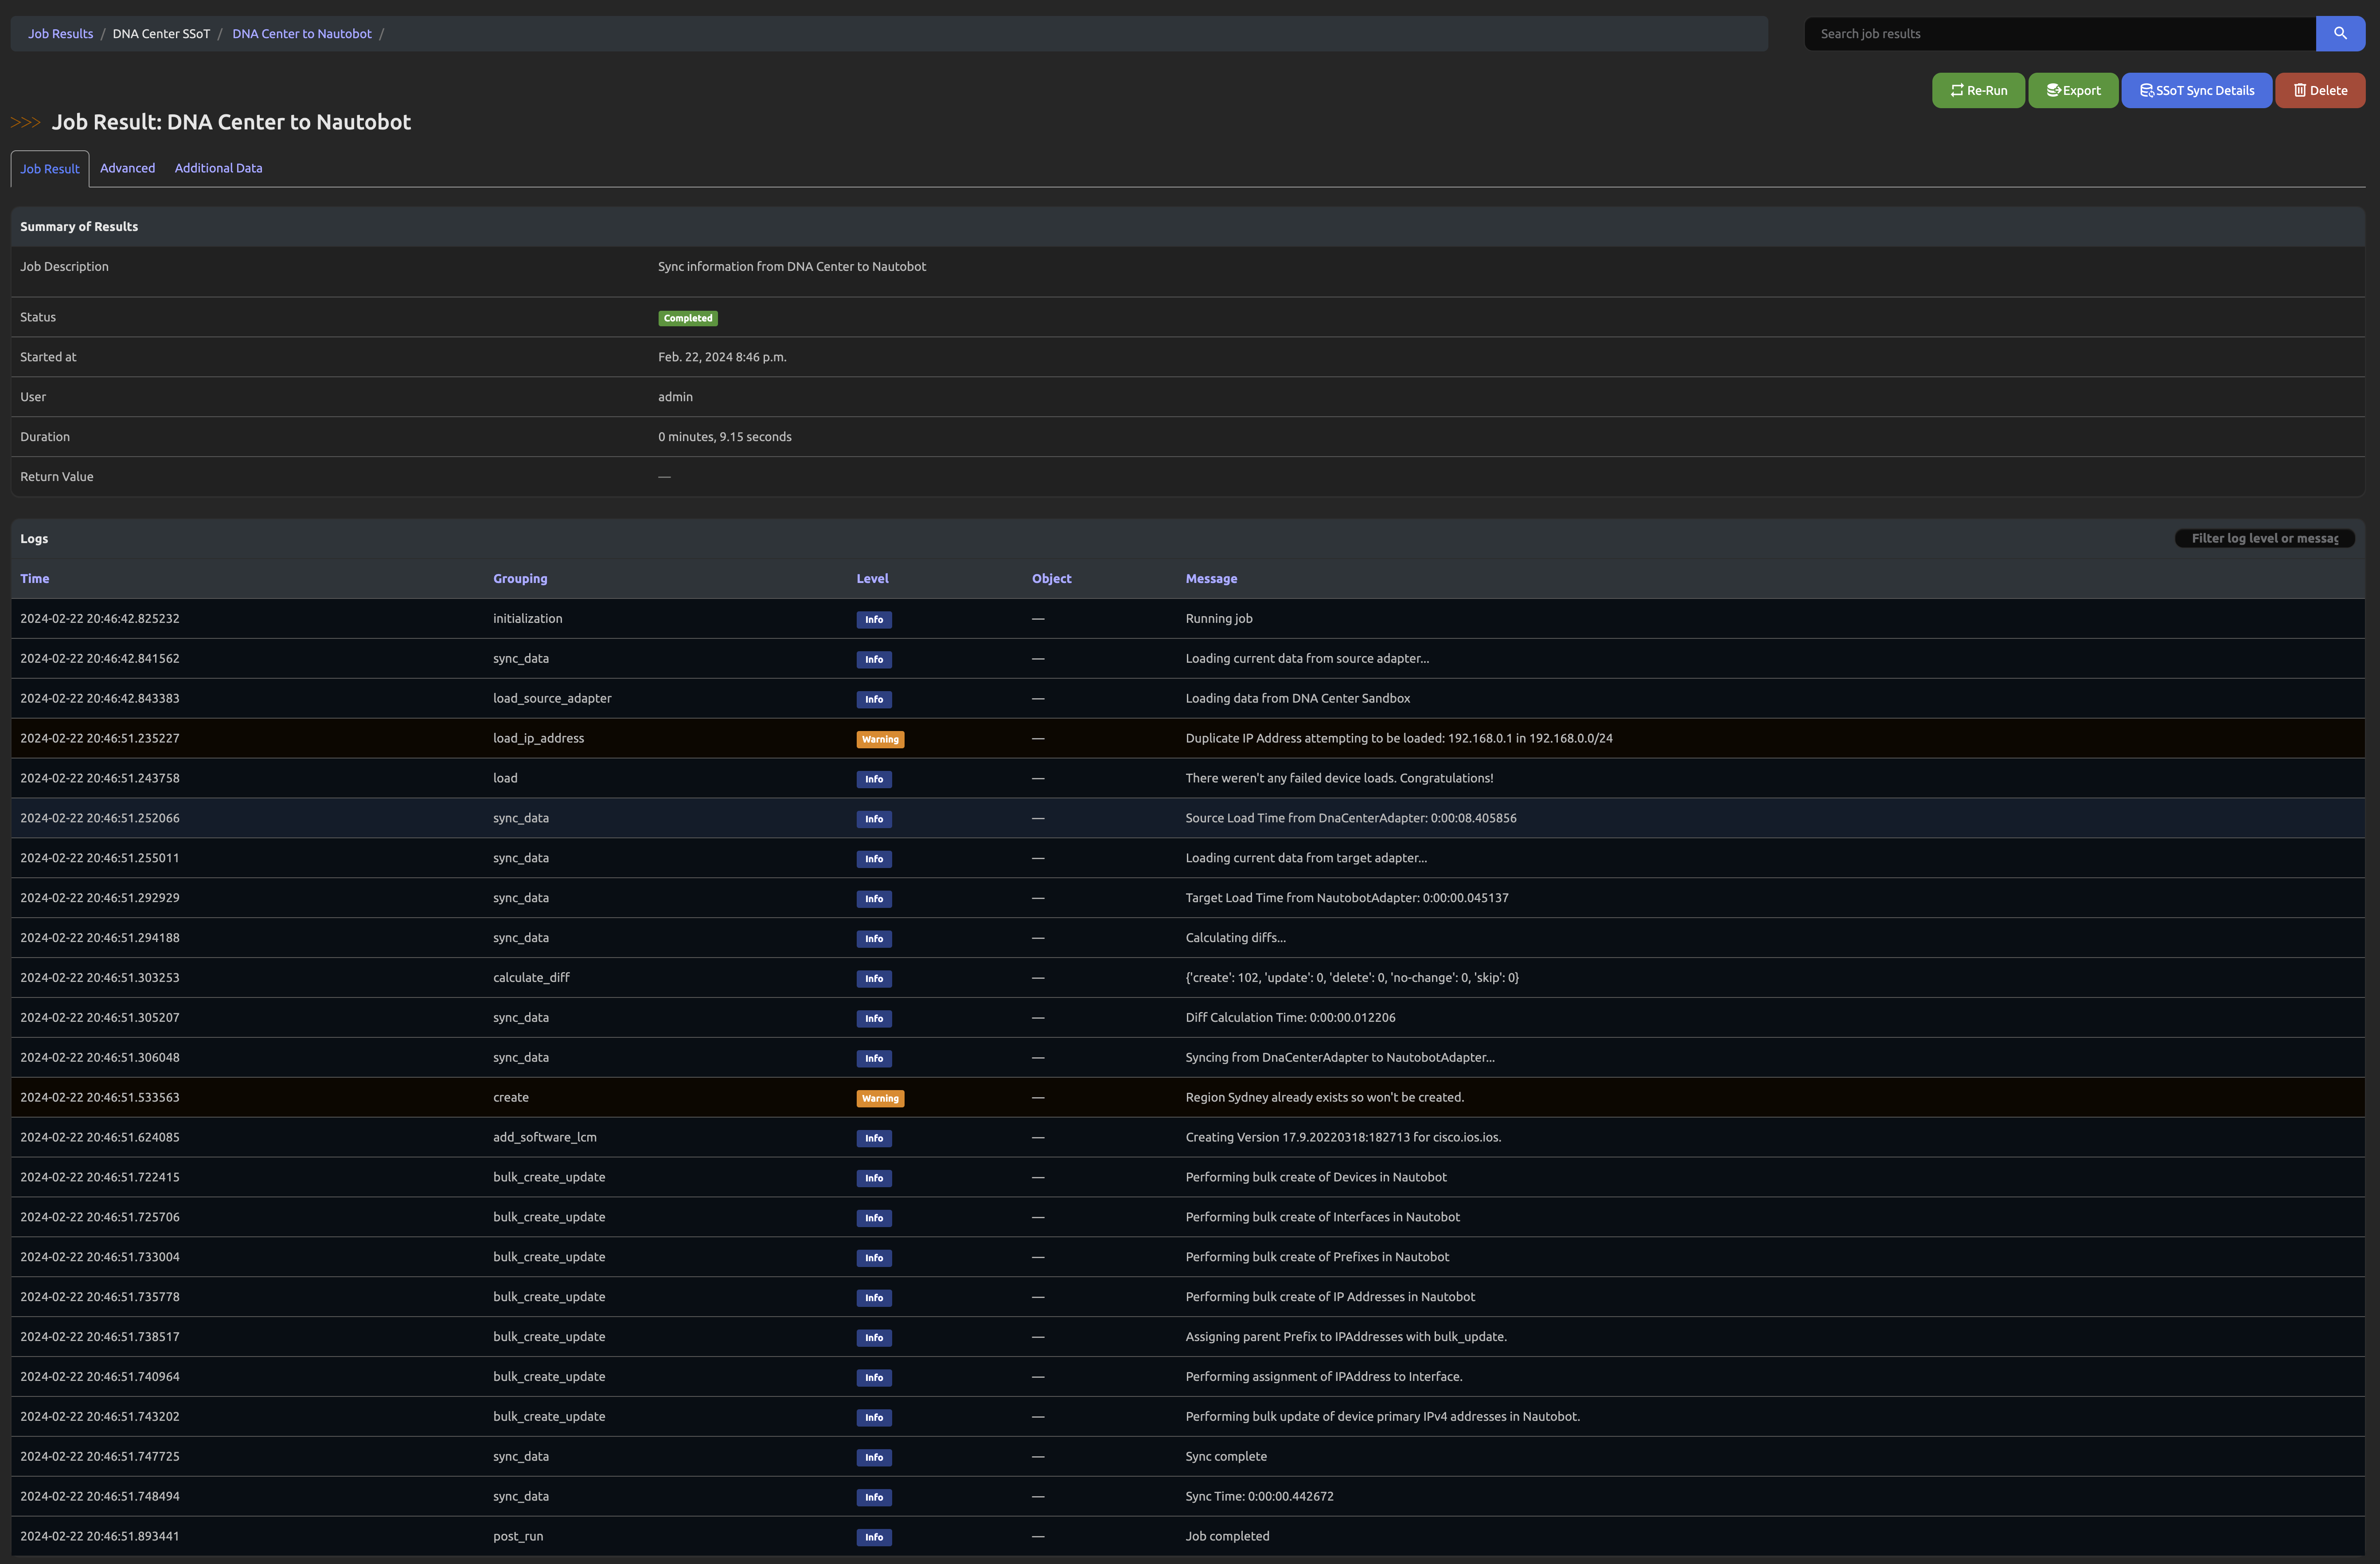 Job Results / DNA Center SSoT / DNA Center to Nautobot /
Search job results
Re-Run Export SSoT Sync Details Delete
>>> Job Result: DNA Center to Nautobot
Job Result Advanced Additional Data
Summary of Results
Job Description Sync information from DNA Center to Nautobot
Status Completed
Started at Feb. 22, 2024 8:46 p.m.
User admin
Duration 0 minutes, 9.15 seconds
Return Value —
Logs Filter log level or messag
Time Grouping Level Object Message
2024-02-22 20:46:42.825232 initialization Info — Running job
2024-02-22 20:46:42.841562 sync_data Info — Loading current data from source adapter...
2024-02-22 20:46:42.843383 load_source_adapter Info — Loading data from DNA Center Sandbox
2024-02-22 20:46:51.235227 load_ip_address Warning — Duplicate IP Address attempting to be loaded: 192.168.0.1 in 192.168.0.0/24
2024-02-22 20:46:51.243758 load Info — There weren't any failed device loads. Congratulations!
2024-02-22 20:46:51.252066 sync_data Info — Source Load Time from DnaCenterAdapter: 0:00:08.405856
2024-02-22 20:46:51.255011 sync_data Info — Loading current data from target adapter...
2024-02-22 20:46:51.292929 sync_data Info — Target Load Time from NautobotAdapter: 0:00:00.045137
2024-02-22 20:46:51.294188 sync_data Info — Calculating diffs...
2024-02-22 20:46:51.303253 calculate_diff Info — {'create': 102, 'update': 0, 'delete': 0, 'no-change': 0, 'skip': 0}
2024-02-22 20:46:51.305207 sync_data Info — Diff Calculation Time: 0:00:00.012206
2024-02-22 20:46:51.306048 sync_data Info — Syncing from DnaCenterAdapter to NautobotAdapter...
2024-02-22 20:46:51.533563 create Warning — Region Sydney already exists so won't be created.
2024-02-22 20:46:51.624085 add_software_lcm Info — Creating Version 17.9.20220318:182713 for cisco.ios.ios.
2024-02-22 20:46:51.722415 bulk_create_update Info — Performing bulk create of Devices in Nautobot
2024-02-22 20:46:51.725706 bulk_create_update Info — Performing bulk create of Interfaces in Nautobot
2024-02-22 20:46:51.733004 bulk_create_update Info — Performing bulk create of Prefixes in Nautobot
2024-02-22 20:46:51.735778 bulk_create_update Info — Performing bulk create of IP Addresses in Nautobot
2024-02-22 20:46:51.738517 bulk_create_update Info — Assigning parent Prefix to IPAddresses with bulk_update.
2024-02-22 20:46:51.740964 bulk_create_update Info — Performing assignment of IPAddress to Interface.
2024-02-22 20:46:51.743202 bulk_create_update Info — Performing bulk update of device primary IPv4 addresses in Nautobot.
2024-02-22 20:46:51.747725 sync_data Info — Sync complete
2024-02-22 20:46:51.748494 sync_data Info — Sync Time: 0:00:00.442672
2024-02-22 20:46:51.893441 post_run Info — Job completed